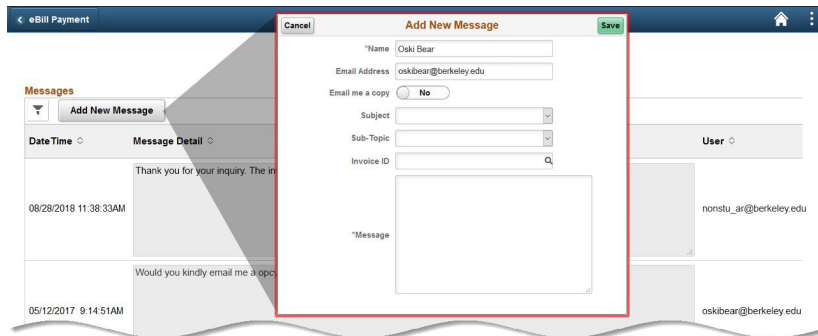 eBill Payment
Cancel
Add New Message
Save
*Name Oski Bear
Email Address oskibear@berkeley.edu
Email me a copy No
Subject
Sub-Topic
Invoice ID
*Message
Messages
Add New Message
DateTime Message Detail User
Thank you for your inquiry. The in
08/28/2018 11:38:33AM nonstu_ar@berkeley.edu
Would you kindly email me a opcy
05/12/2017 9:14:51AM oskibear@berkeley.edu